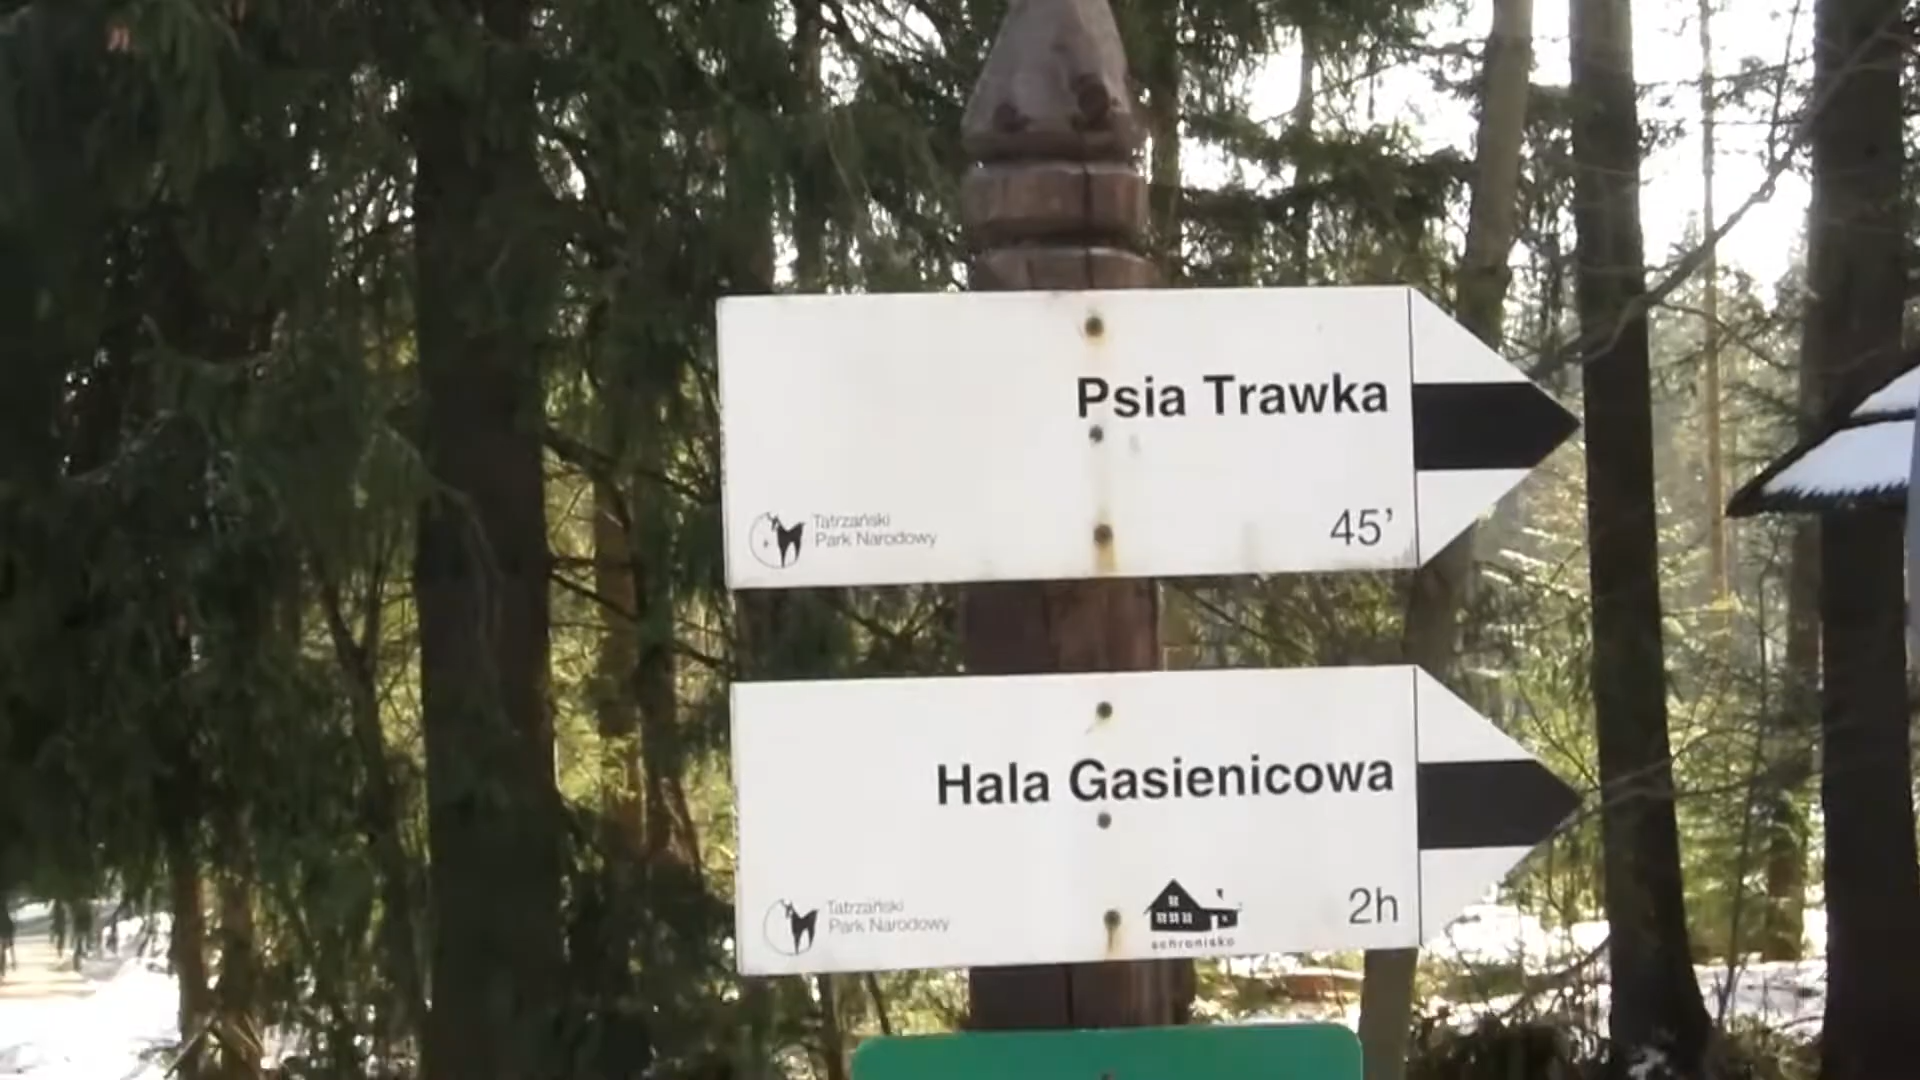 Psia Trawka
45'
Tatrzański
Park Narodowy
Hala Gasienicowa
2h
Tatrzański
Park Narodowy
schronisko